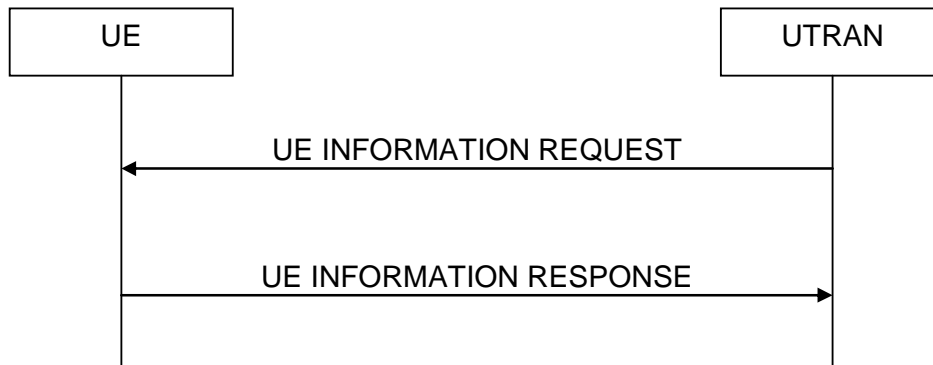 UE
UTRAN
UE INFORMATION REQUEST
UE INFORMATION RESPONSE